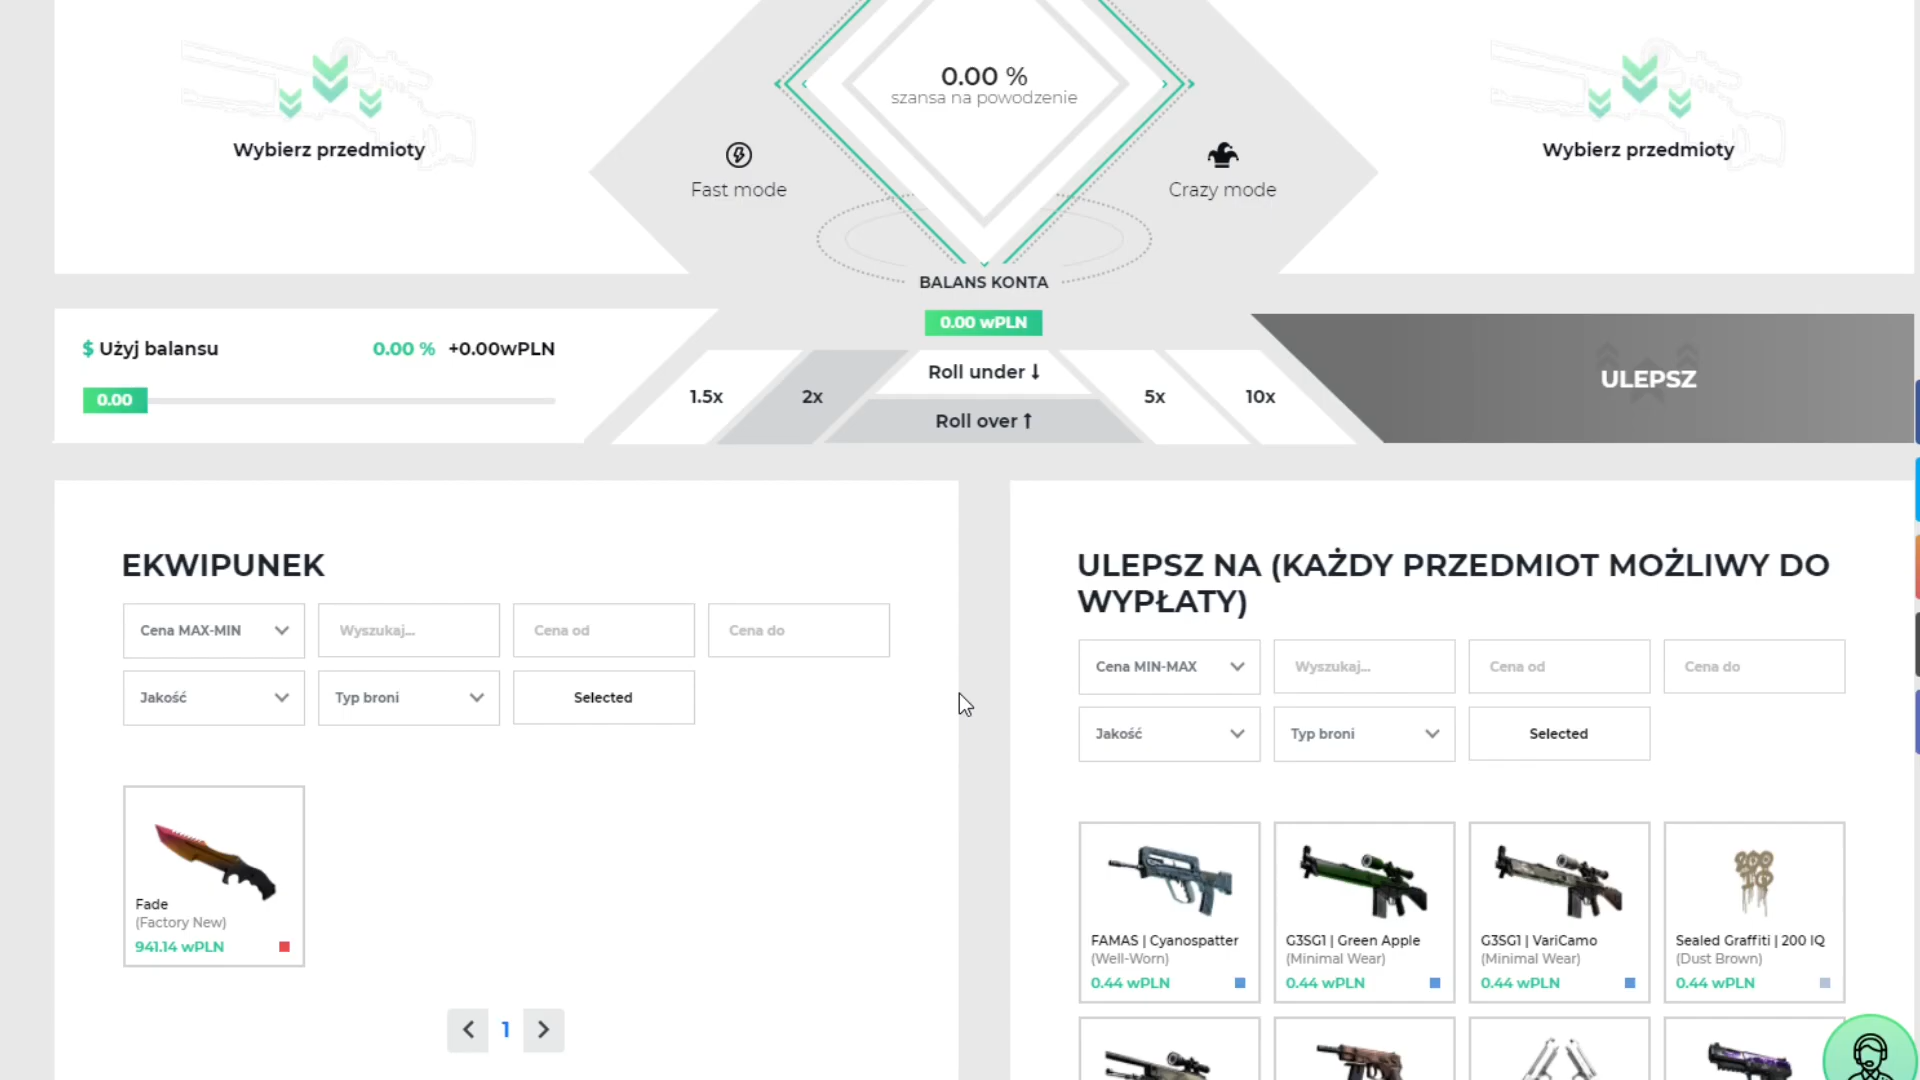 0.00 %
szansa na powodzenie
Wybierz przedmioty
Wybierz przedmioty
Fast mode
Crazy mode
BALANS KONTA
0.00 wPLN
$ Użyj balansu
0.00 % +0.00wPLN
0.00
1.5x
2x
Roll under ↓
Roll over ↑
5x
10x
ULEPSZ
EKWIPUNEK
Cena MAX-MIN
Wyszukaj...
Cena od
Cena do
Jakość
Typ broni
Selected
Fade
(Factory New)
941.14 wPLN
1
ULEPSZ NA (KAŻDY PRZEDMIOT MOŻLIWY DO
WYPŁATY)
Cena MIN-MAX
Wyszukaj...
Cena od
Cena do
Jakość
Typ broni
Selected
FAMAS | Cyanospatter
(Well-Worn)
0.44 wPLN
G3SG1 | Green Apple
(Minimal Wear)
0.44 wPLN
G3SG1 | VariCamo
(Minimal Wear)
0.44 wPLN
Sealed Graffiti | 200 IQ
(Dust Brown)
0.44 wPLN